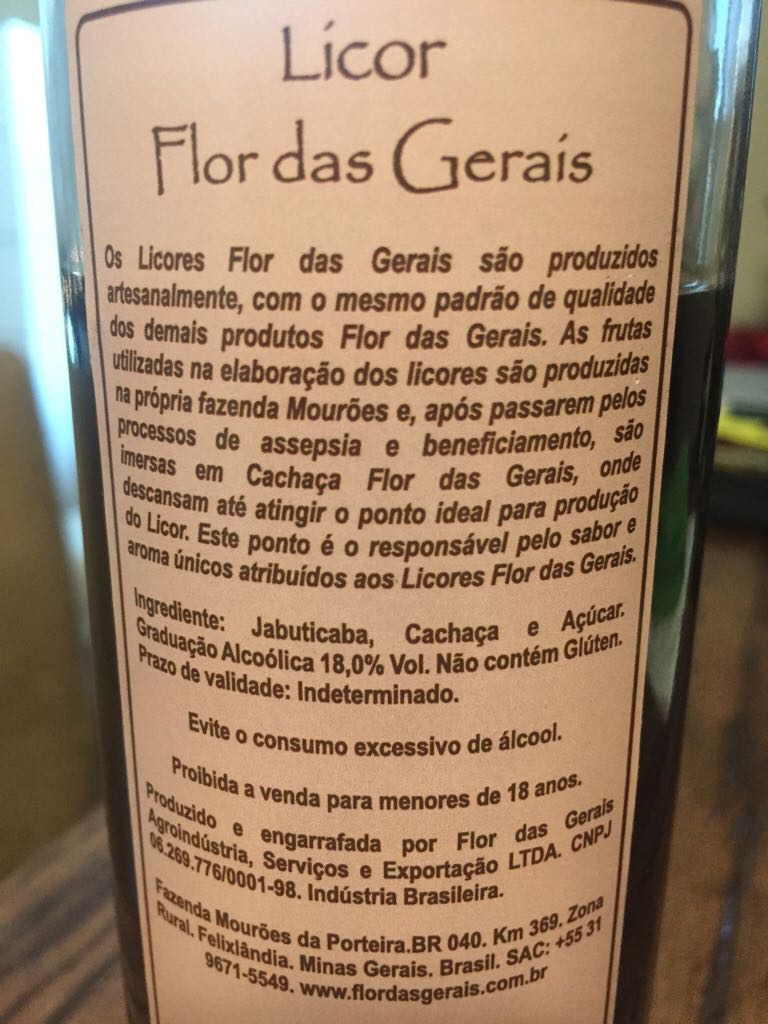 Licor
Flor das Gerais
Os Licores Flor das Gerais são produzidos
artesanalmente, com o mesmo padrão de qualidade
dos demais produtos Flor das Gerais. As frutas
utilizadas na elaboração dos licores são produzidas
na própria fazenda Mourões e, após passarem pelos
processos de assepsia e beneficiamento, são
imersas em Cachaça Flor das Gerais, onde
descansam até atingir o ponto ideal para produção
do Licor. Este ponto é o responsável pelo sabor e
aroma únicos atribuídos aos Licores Flor das Gerais.
Ingrediente: Jabuticaba, Cachaça e Açúcar.
Graduação Alcoólica 18,0% Vol. Não contém Glúten.
Prazo de validade: Indeterminado.
Evite o consumo excessivo de álcool.
Proibida a venda para menores de 18 anos.
Produzido e engarrafada por Flor das Gerais
Agroindústria, Serviços e Exportação LTDA. CNPJ
06.269.776/0001-98. Indústria Brasileira.
Fazenda Mourões da Porteira.BR 040. Km 369. Zona
Rural. Felixlândia. Minas Gerais. Brasil. SAC: +55 31
9671-5549. www.flordasgerais.com.br